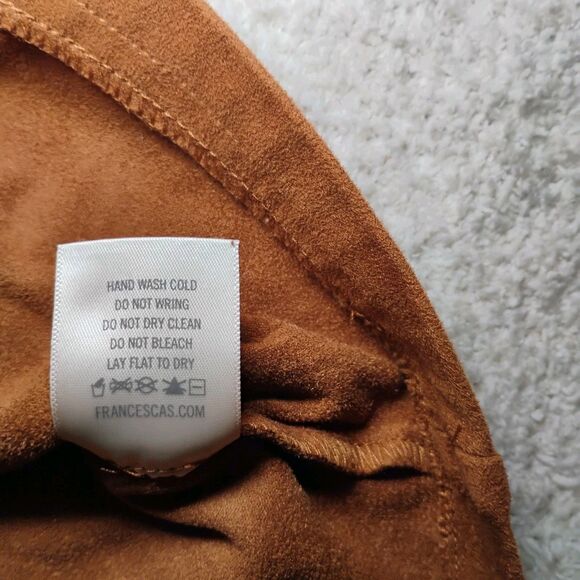 HAND WASH COLD
DO NOT WRING
DO NOT DRY CLEAN
DO NOT BLEACH
LAY FLAT TO DRY
FRANCESCAS.COM